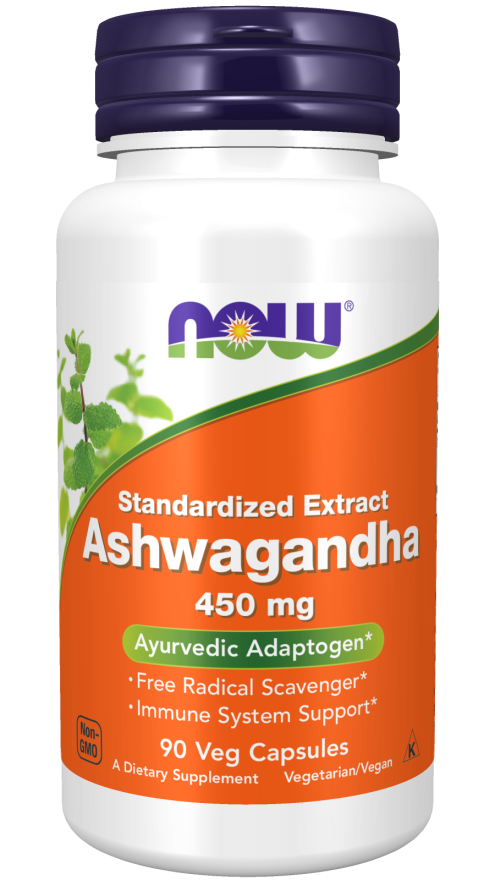 NOW®
Standardized Extract
Ashwagandha
450 mg
Ayurvedic Adaptogen*
• Free Radical Scavenger*
• Immune System Support*
90 Veg Capsules
Non-
GMO
A Dietary Supplement
Vegetarian/Vegan
K